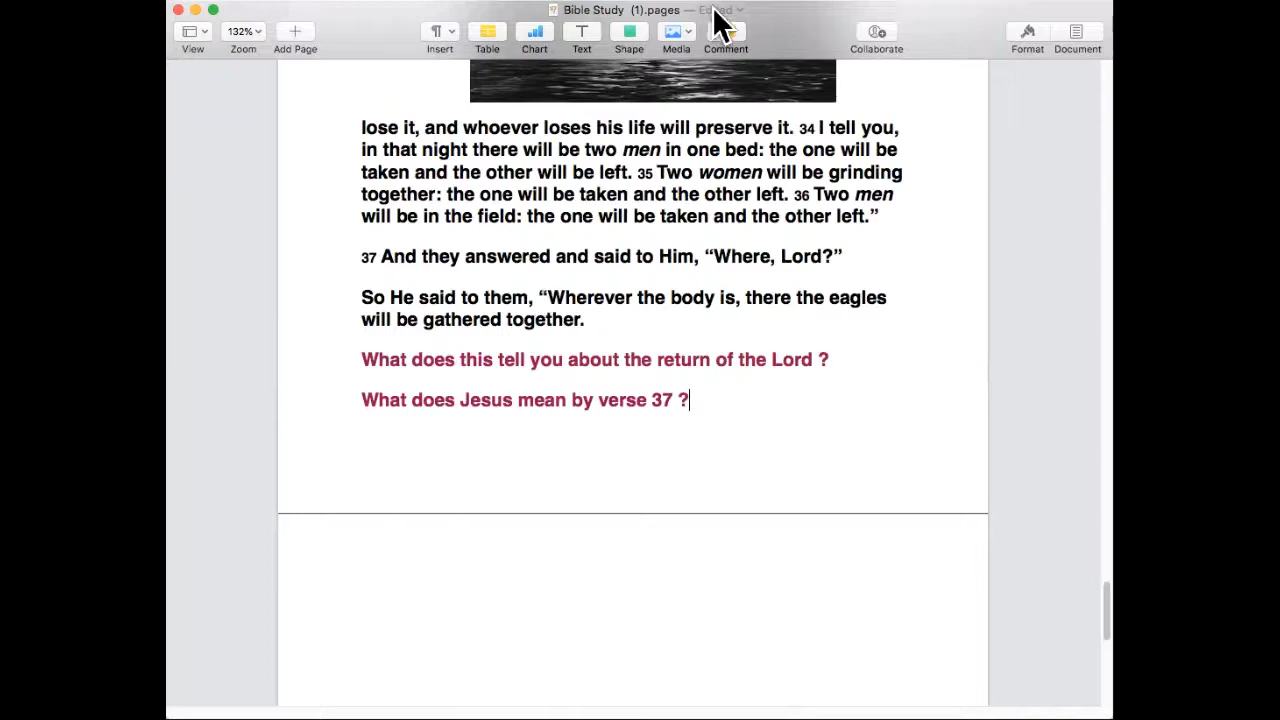 Bible Study (1).pages — Edited
132%
View
Zoom
Add Page
Insert
Table
Chart
Text
Shape
Media
Comment
Collaborate
Format
Document
lose it, and whoever loses his life will preserve it. 34 I tell you,
in that night there will be two men in one bed: the one will be
taken and the other will be left. 35 Two women will be grinding
together: the one will be taken and the other left. 36 Two men
will be in the field: the one will be taken and the other left.”
37 And they answered and said to Him, “Where, Lord?”
So He said to them, “Wherever the body is, there the eagles
will be gathered together.
What does this tell you about the return of the Lord ?
What does Jesus mean by verse 37 ?